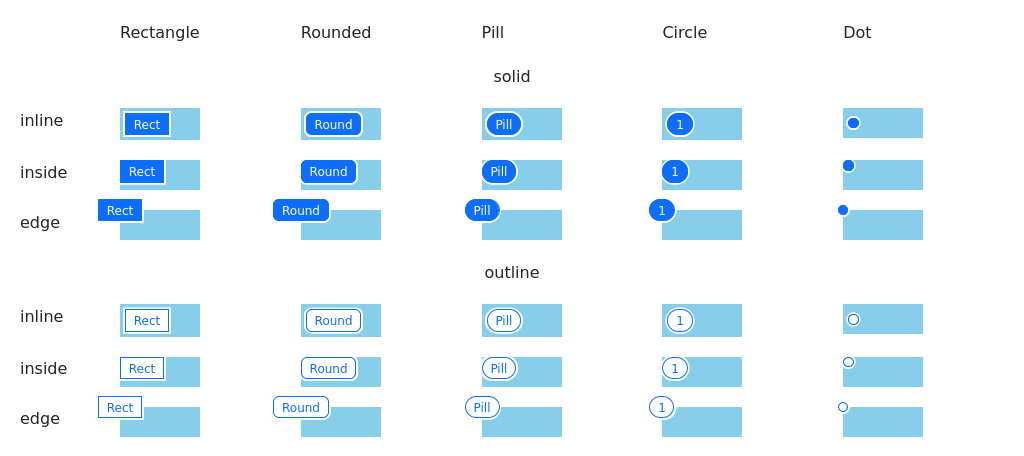 Rectangle Rounded Pill Circle Dot
solid
inline Rect Round Pill 1
inside Rect Round Pill 1
edge Rect Round Pill 1
outline
inline Rect Round Pill 1
inside Rect Round Pill 1
edge Rect Round Pill 1